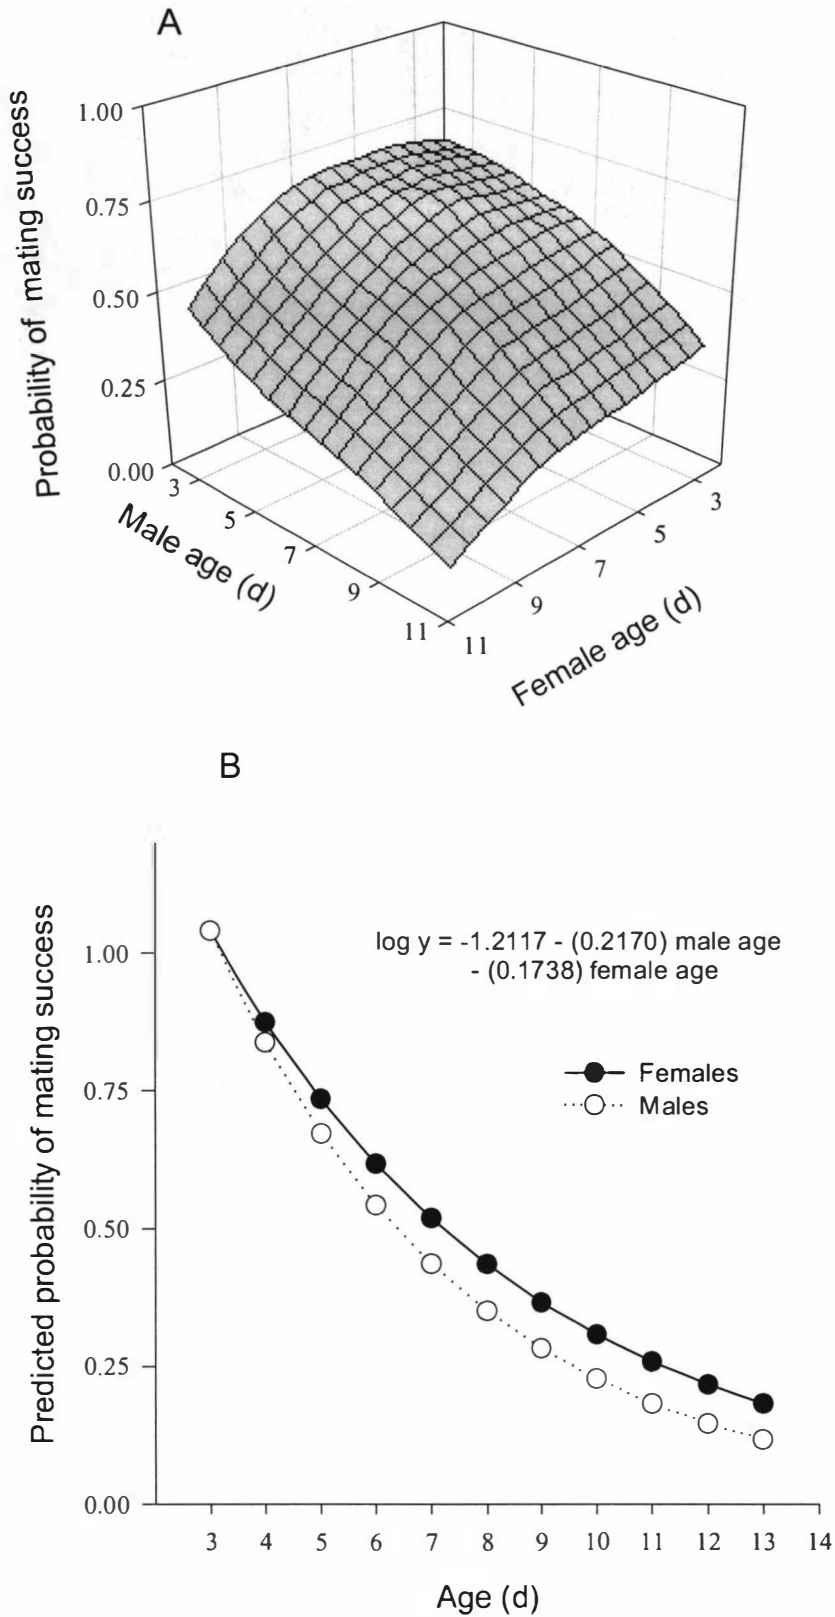 A
Probability of mating success
1.00
0.75
0.50
0.25
0.00
3
5
7
9
11
Male age (d)
3
5
7
9
11
Female age (d)
B
Predicted probability of mating success
1.00
0.75
0.50
0.25
0.00
log y = -1.2117 - (0.2170) male age
- (0.1738) female age
Females
Males
3 4 5 6 7 8 9 10 11 12 13 14
Age (d)